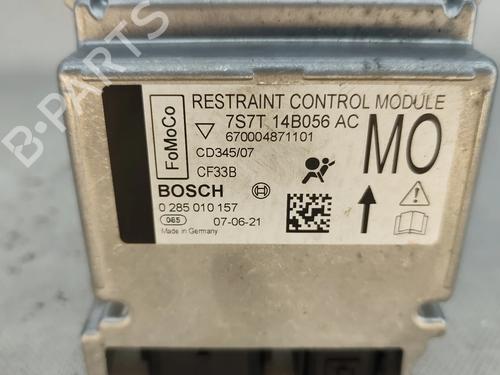 B-PARTS
FoMoCo
RESTRAINT CONTROL MODULE
7S7T 14B056 AC
670004871101
CD345/07
CF33B
MO
BOSCH
0 285 010 157
065
07-06-21
Made in Germany